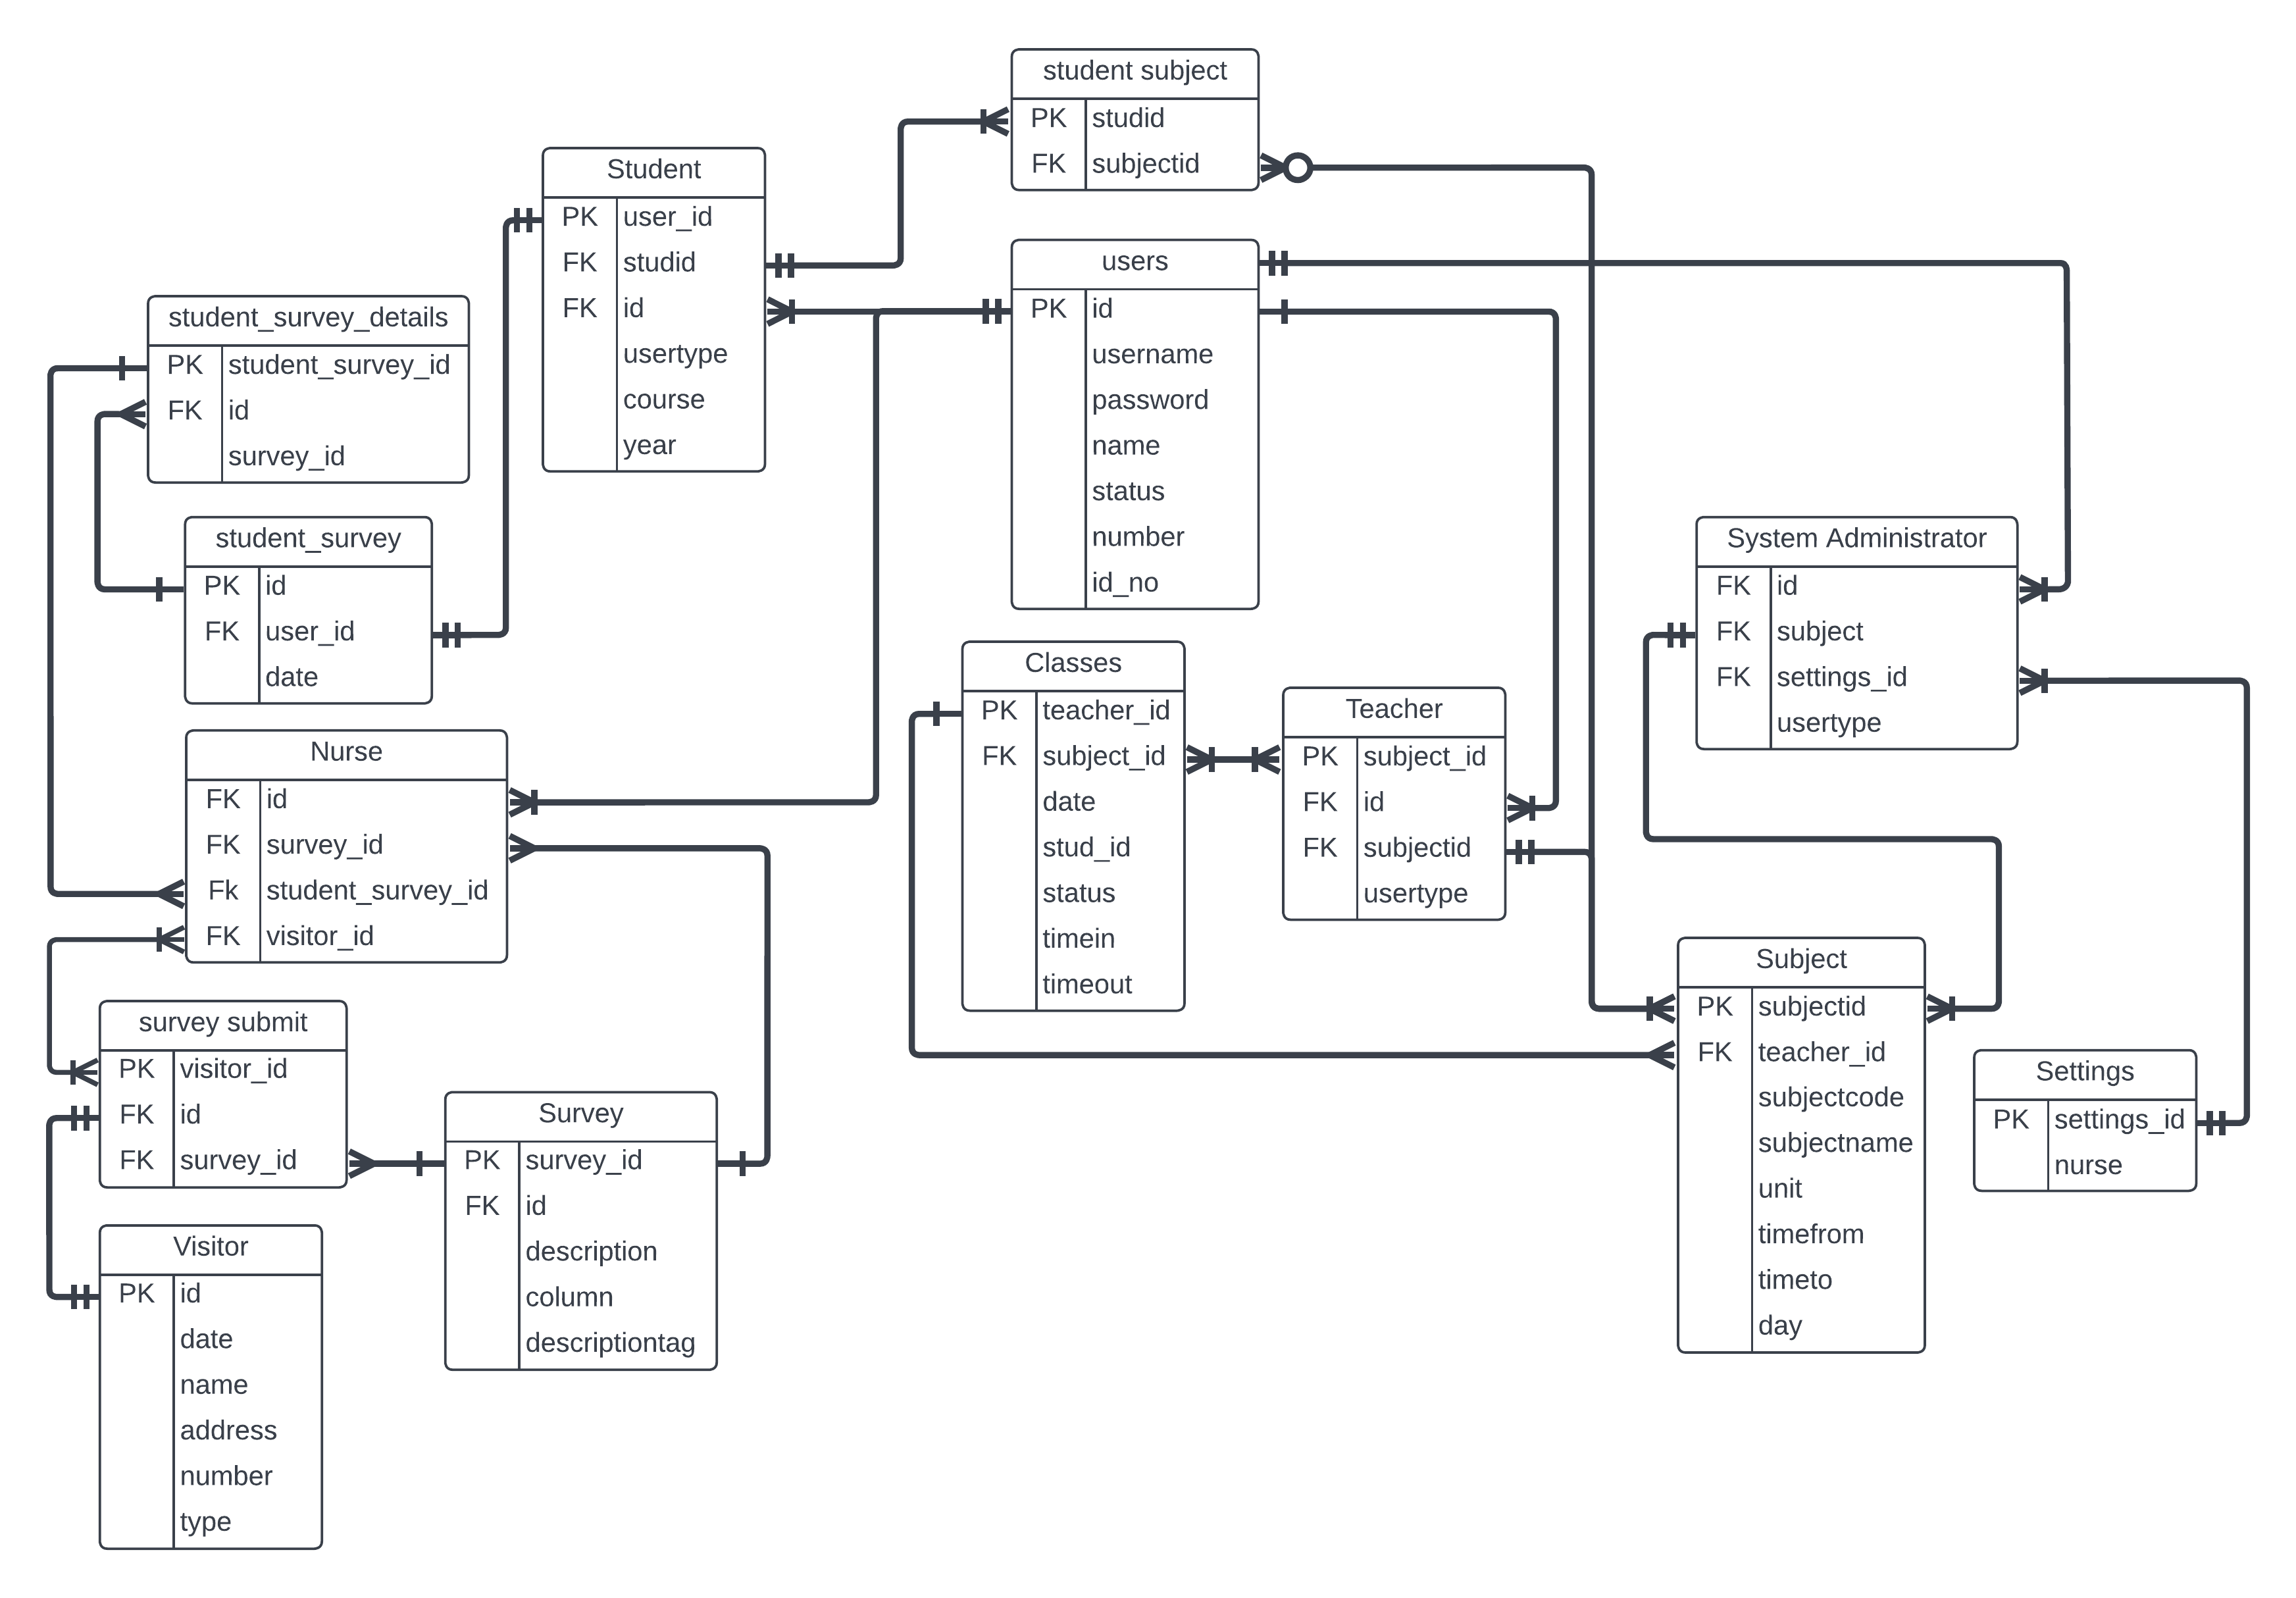 student subject
PK studid
FK subjectid
Student
PK user_id
FK studid
FK id
usertype
course
year
users
PK id
username
password
name
status
number
id_no
student_survey_details
PK student_survey_id
FK id
survey_id
student_survey
PK id
FK user_id
date
System Administrator
FK id
FK subject
FK settings_id
usertype
Classes
PK teacher_id
FK subject_id
date
stud_id
status
timein
timeout
Teacher
PK subject_id
FK id
FK subjectid
usertype
Nurse
FK id
FK survey_id
Fk student_survey_id
FK visitor_id
Subject
PK subjectid
FK teacher_id
subjectcode
subjectname
unit
timefrom
timeto
day
survey submit
PK visitor_id
FK id
FK survey_id
Settings
PK settings_id
nurse
Survey
PK survey_id
FK id
description
column
descriptiontag
Visitor
PK id
date
name
address
number
type